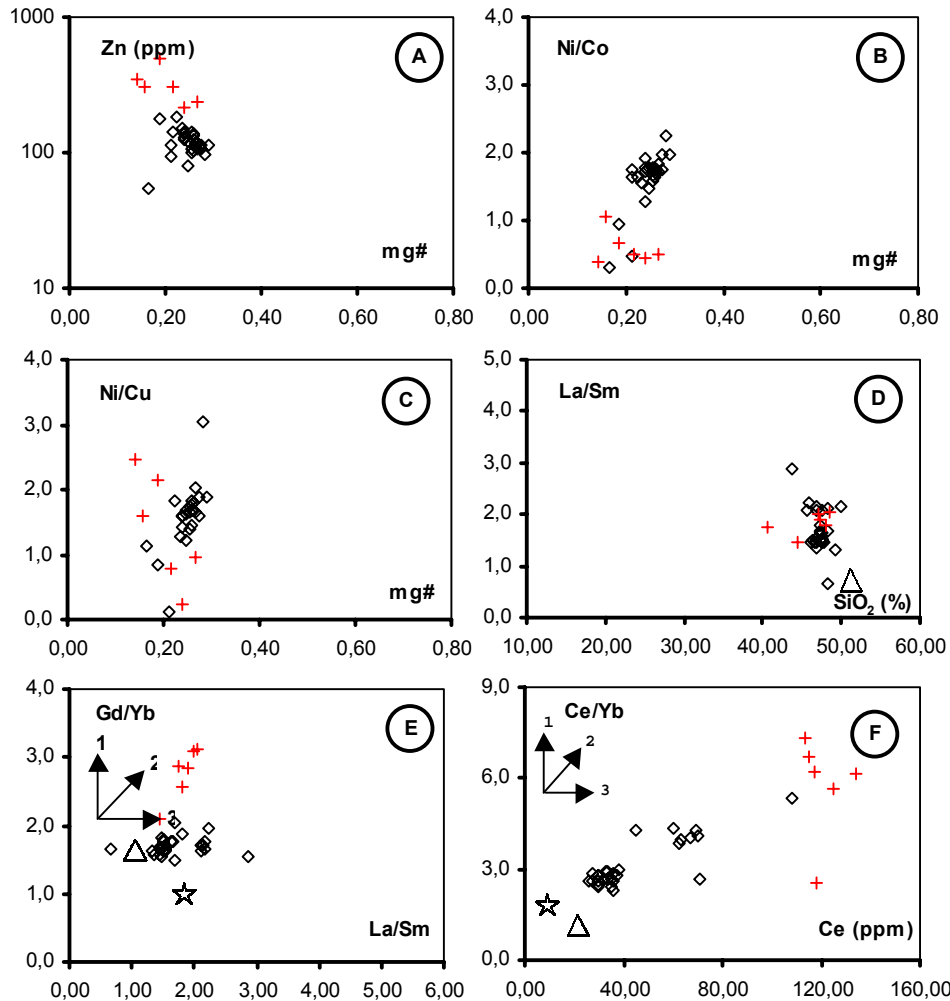 1000
100
10
Zn (ppm)
A
mg#
0,00 0,20 0,40 0,60 0,80
4,0
3,0
2,0
1,0
0,0
Ni/Co
B
mg#
0,00 0,20 0,40 0,60 0,80
4,0
3,0
2,0
1,0
0,0
Ni/Cu
C
mg#
0,00 0,20 0,40 0,60 0,80
5,0
4,0
3,0
2,0
1,0
0,0
La/Sm
D
SiO₂ (%)
10,00 20,00 30,00 40,00 50,00 60,00
4,0
3,0
2,0
1,0
0,0
Gd/Yb
E
1
2
3
La/Sm
0,00 1,00 2,00 3,00 4,00 5,00 6,00
9,0
6,0
3,0
0,0
Ce/Yb
F
1
2
3
Ce (ppm)
0,00 40,00 80,00 120,00 160,00